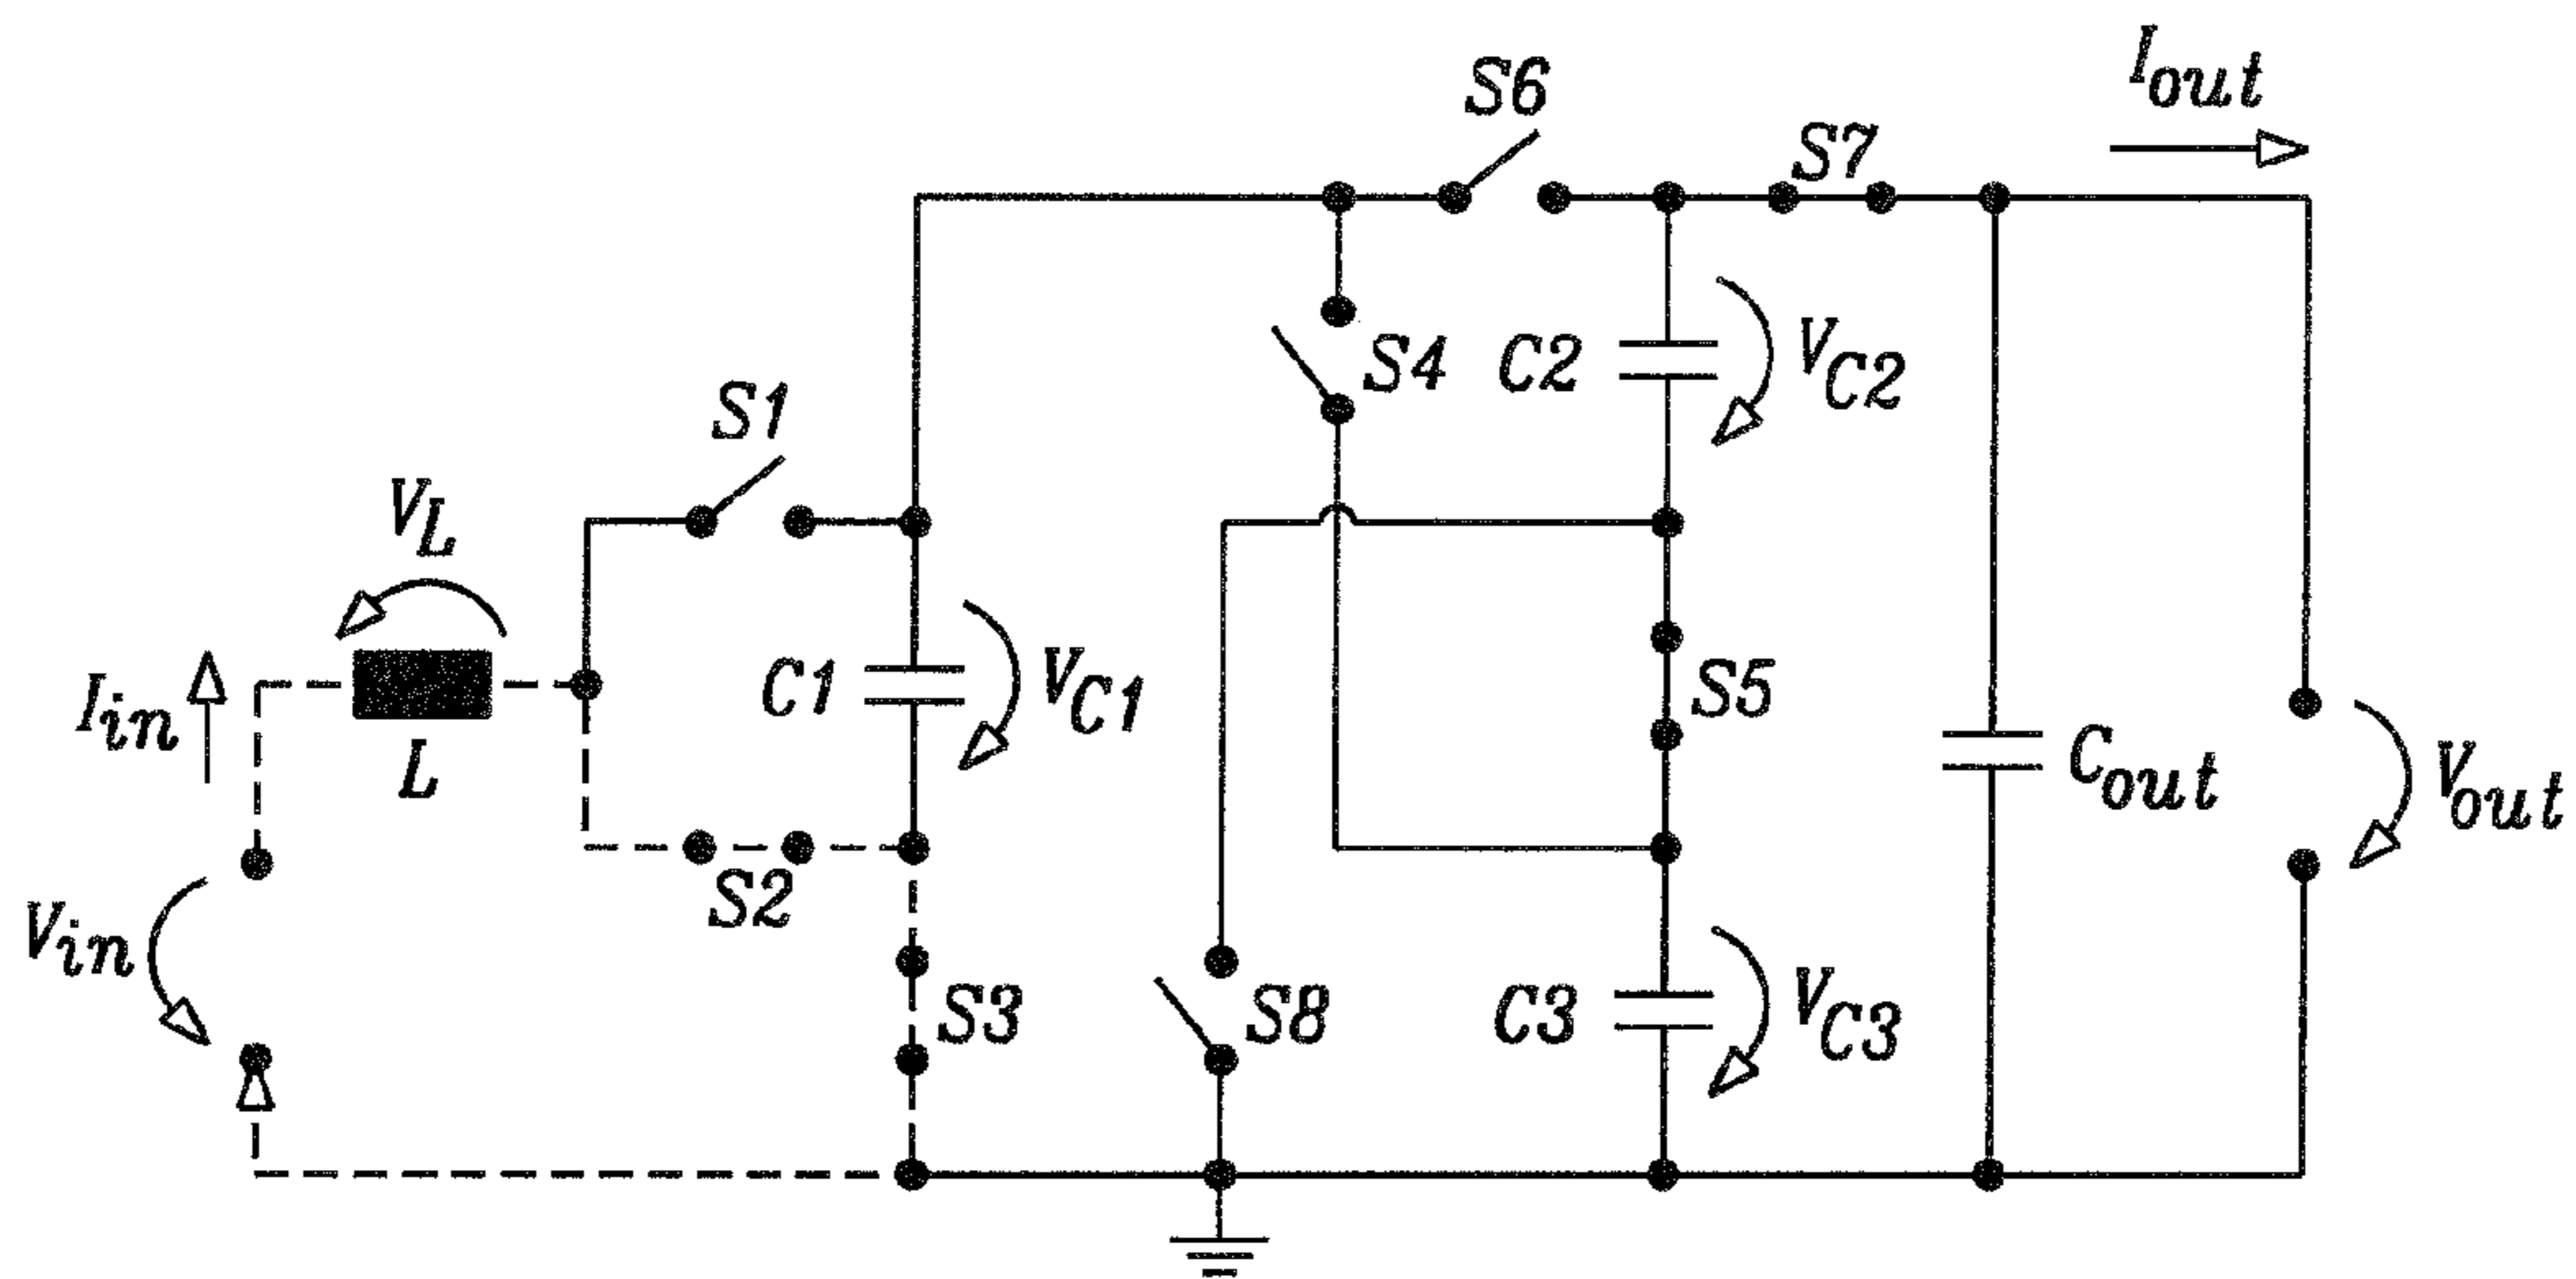 I_out
S6
S7
S4
C2
V_C2
S1
V_L
I_in
L
C1
V_C1
S5
C_out
V_out
S2
V_in
S3
S8
C3
V_C3